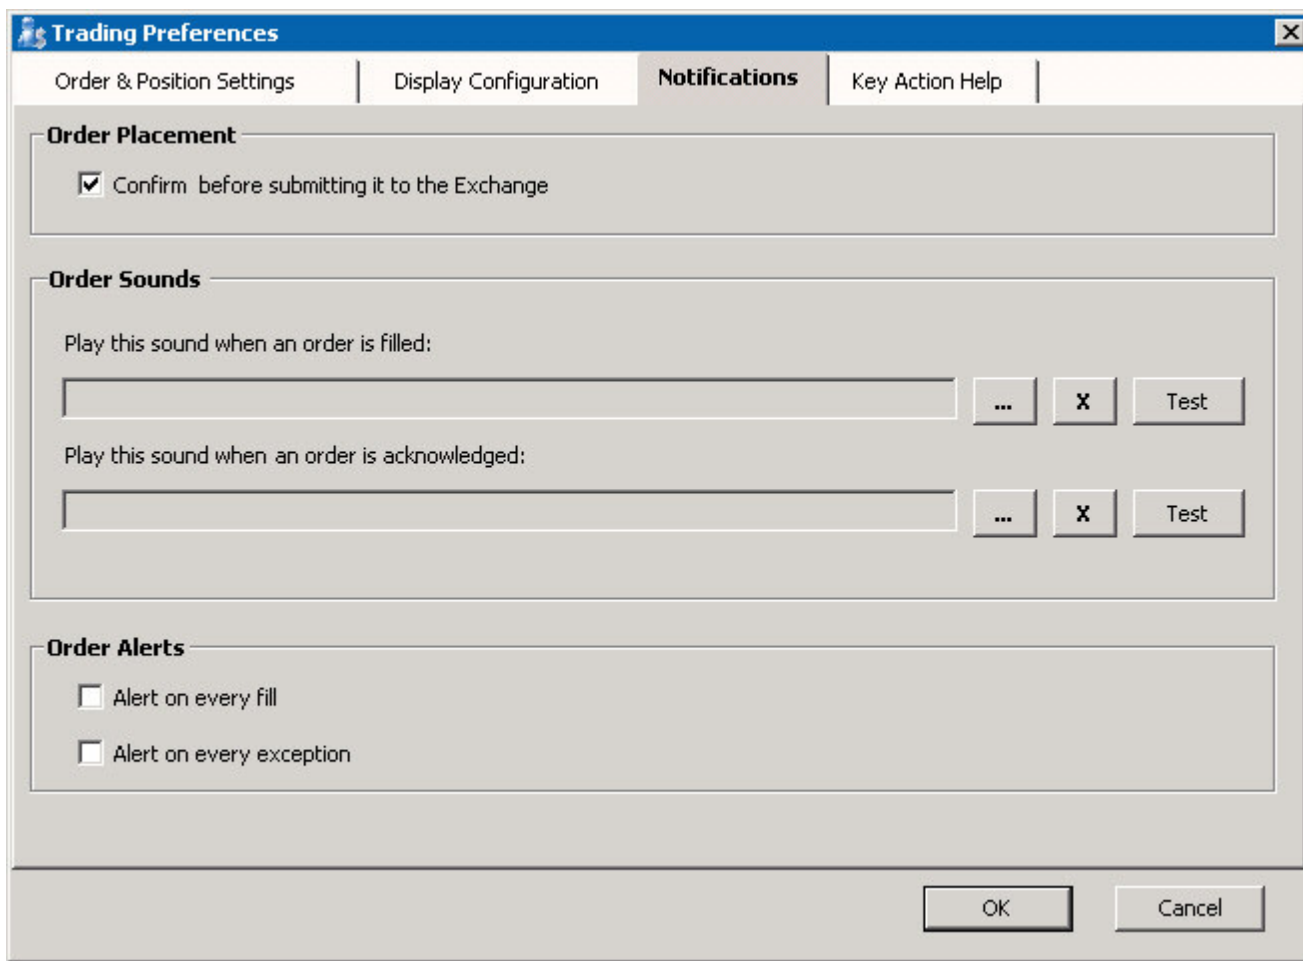 Trading Preferences
Order & Position Settings
Display Configuration
Notifications
Key Action Help
Order Placement
Confirm before submitting it to the Exchange
Order Sounds
Play this sound when an order is filled:
... X Test
Play this sound when an order is acknowledged:
... X Test
Order Alerts
Alert on every fill
Alert on every exception
OK Cancel